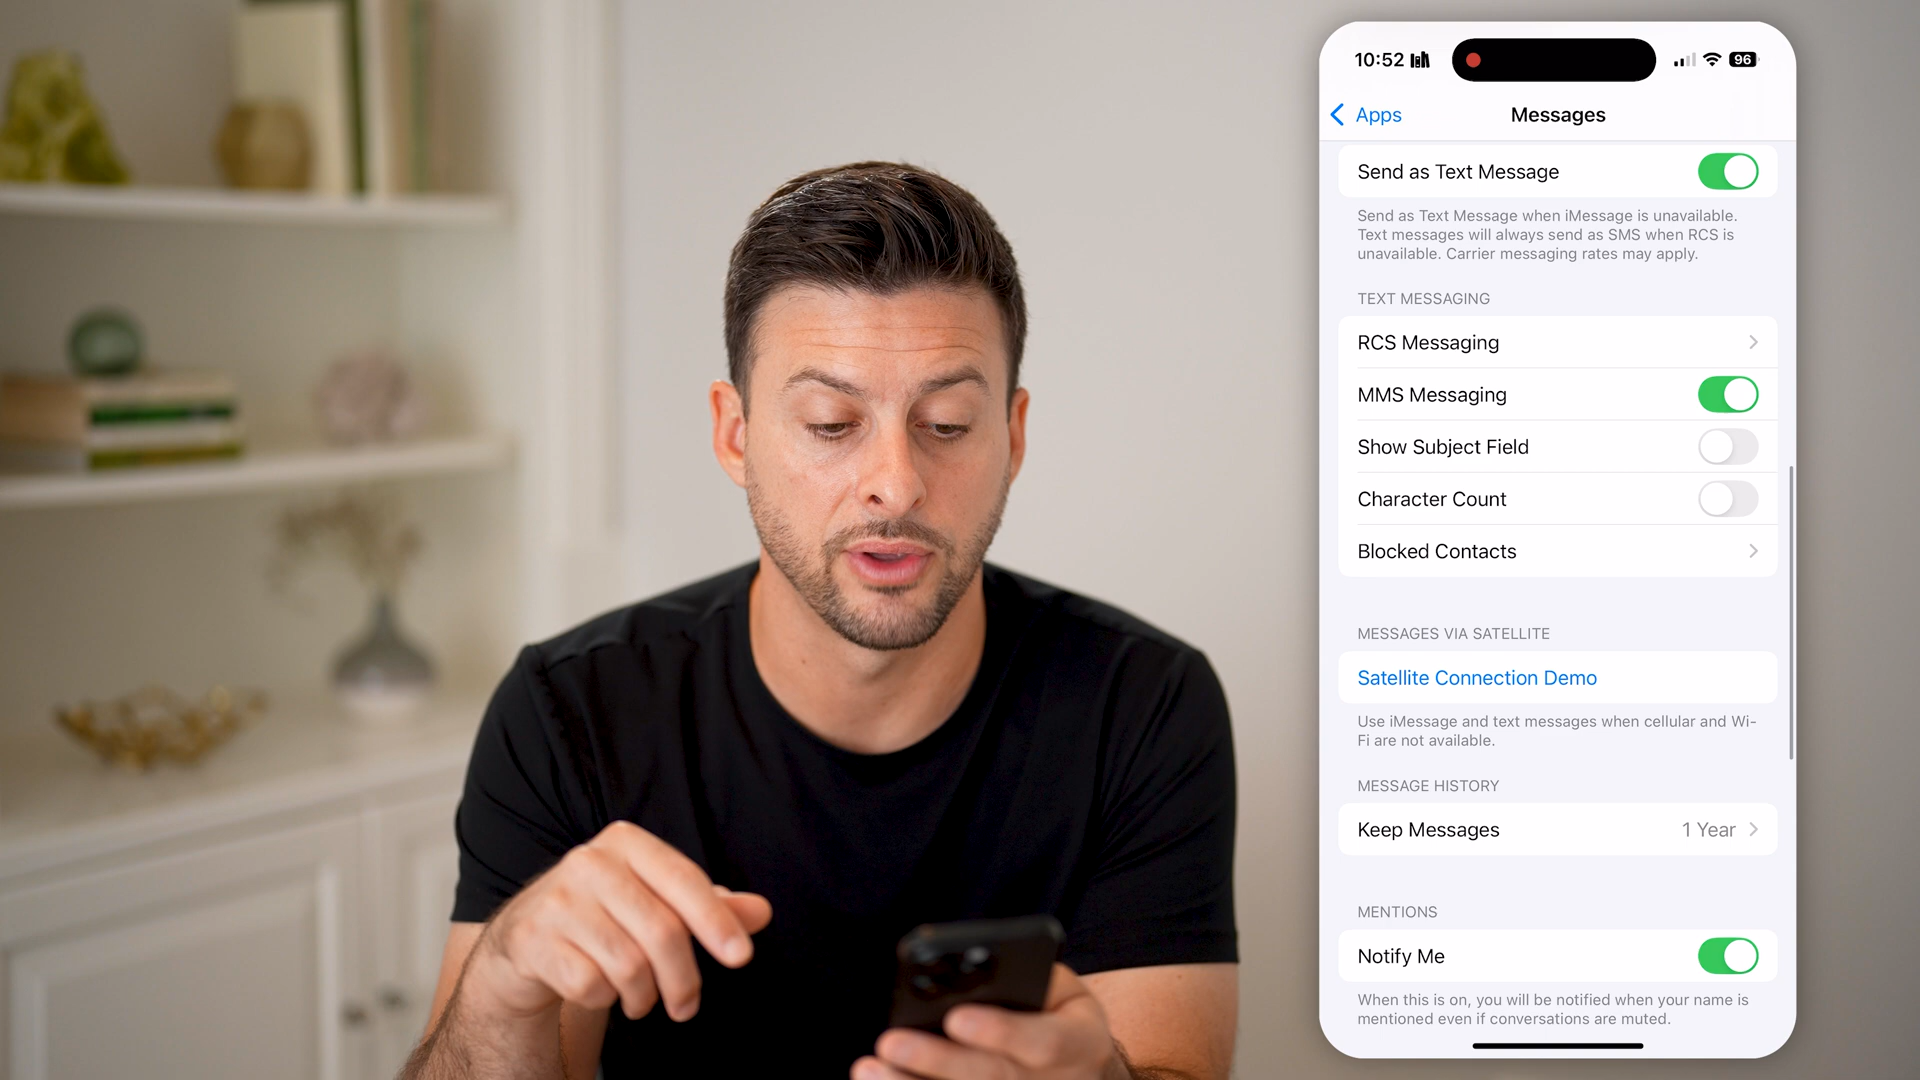 10:52
96
Apps
Messages
Send as Text Message
Send as Text Message when iMessage is unavailable.
Text messages will always send as SMS when RCS is
unavailable. Carrier messaging rates may apply.
TEXT MESSAGING
RCS Messaging
MMS Messaging
Show Subject Field
Character Count
Blocked Contacts
MESSAGES VIA SATELLITE
Satellite Connection Demo
Use iMessage and text messages when cellular and Wi-
Fi are not available.
MESSAGE HISTORY
Keep Messages 1 Year
MENTIONS
Notify Me
When this is on, you will be notified when your name is
mentioned even if conversations are muted.